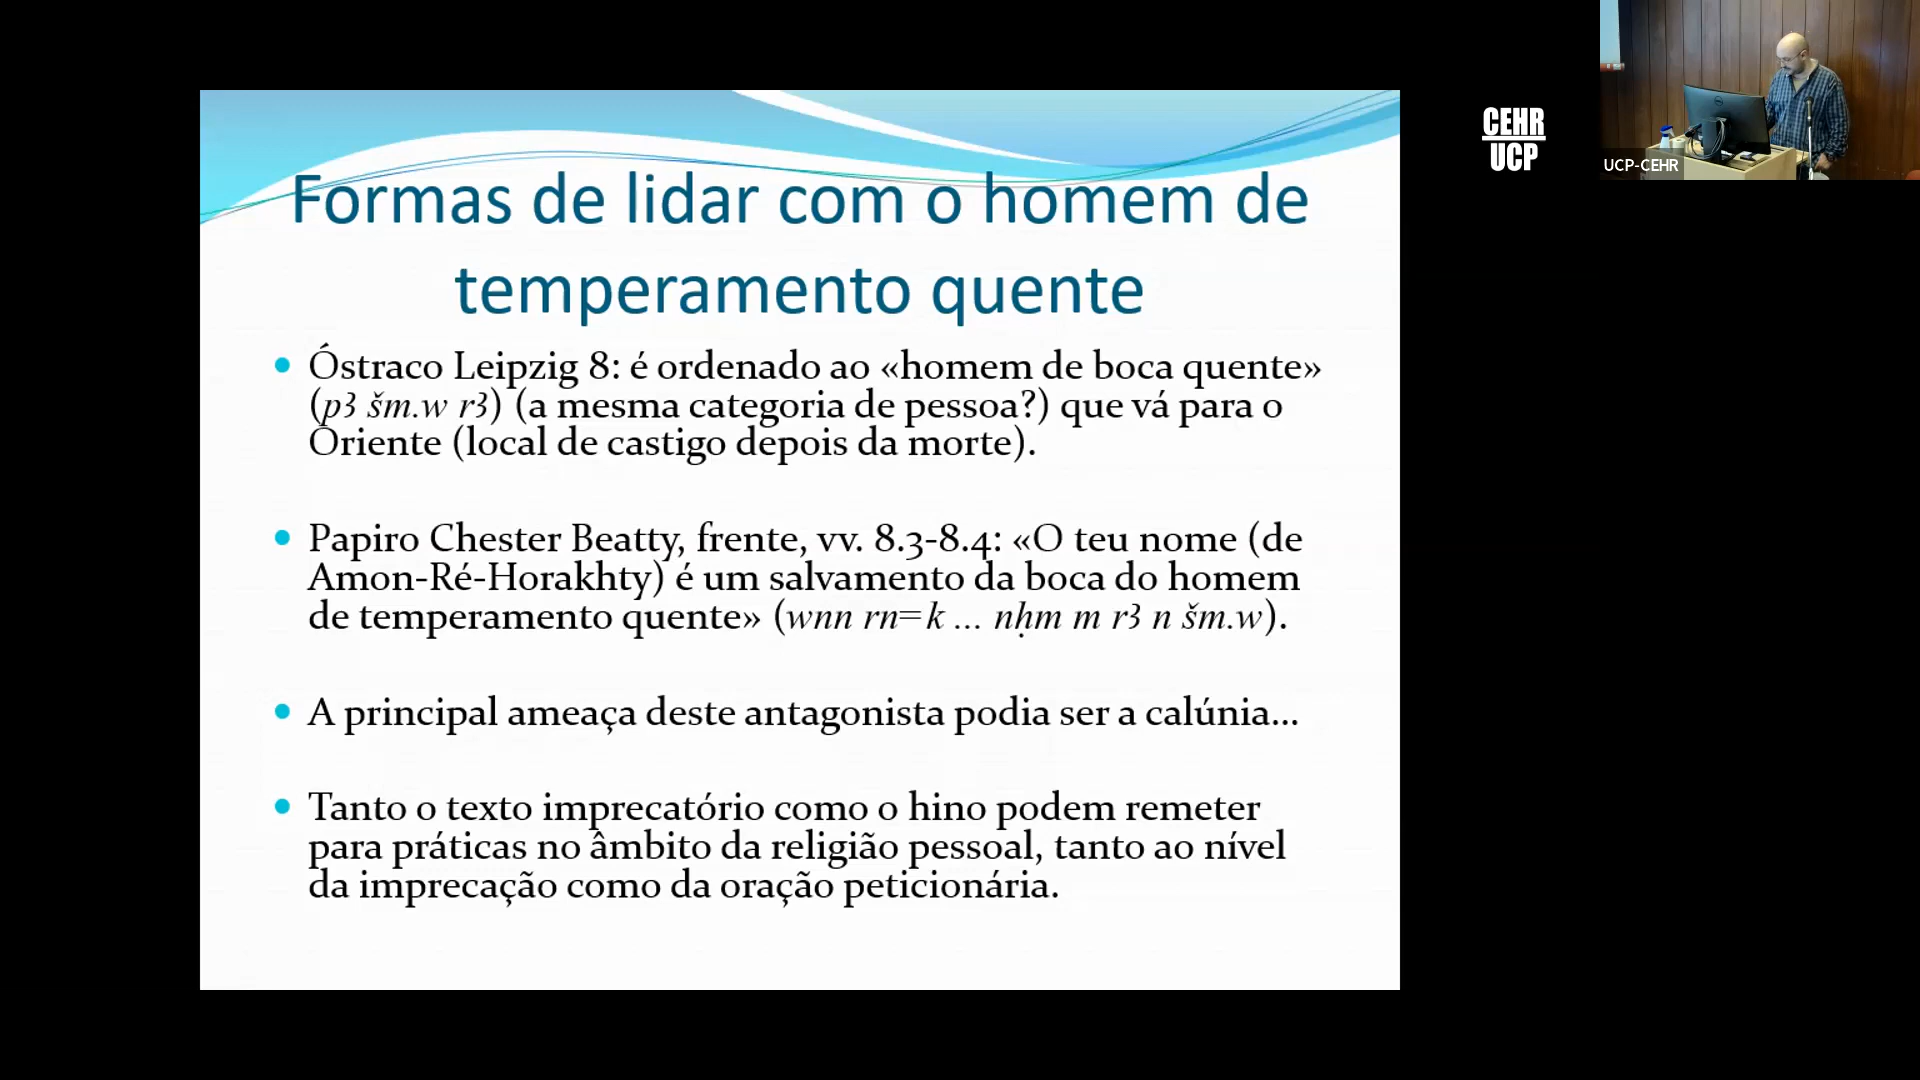 Formas de lidar com o homem de
temperamento quente
• Óstraco Leipzig 8: é ordenado ao «homem de boca quente»
(pȝ šm.w rȝ) (a mesma categoria de pessoa?) que vá para o
Oriente (local de castigo depois da morte).
• Papiro Chester Beatty, frente, vv. 8.3-8.4: «O teu nome (de
Amon-Ré-Horakhty) é um salvamento da boca do homem
de temperamento quente» (wnn rn=k ... nḥm m rȝ n šm.w).
• A principal ameaça deste antagonista podia ser a calúnia...
• Tanto o texto imprecatório como o hino podem remeter
para práticas no âmbito da religião pessoal, tanto ao nível
da imprecação como da oração peticionária.
CEHR
UCP
UCP-CEHR